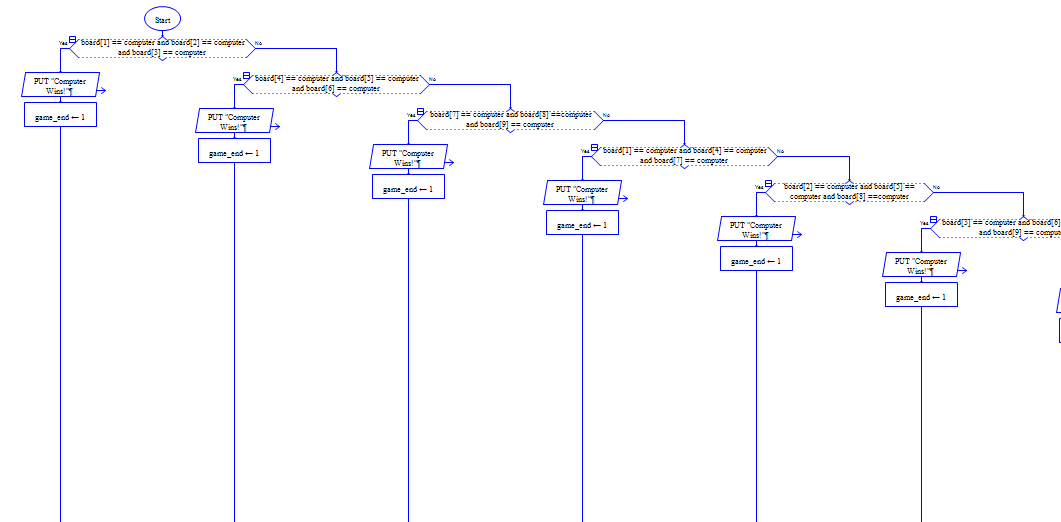 Start
Yes
board[1] == computer and board[2] == computer
and board[3] == computer
No
PUT "Computer
Wins!"¶
game_end ← 1
Yes
board[4] == computer and board[5] == computer
and board[6] == computer
No
PUT "Computer
Wins!"¶
game_end ← 1
Yes
board[7] == computer and board[8] ==computer
and board[9] == computer
No
PUT "Computer
Wins!"¶
game_end ← 1
Yes
board[1] == computer and board[4] == computer
and board[7] == computer
No
PUT "Computer
Wins!"¶
game_end ← 1
Yes
board[2] == computer and board[5] ==
computer and board[8] ==computer
No
PUT "Computer
Wins!"¶
game_end ← 1
Yes
board[3] == computer and board[6]
and board[9] == comput
PUT "Computer
Wins!"¶
game_end ← 1